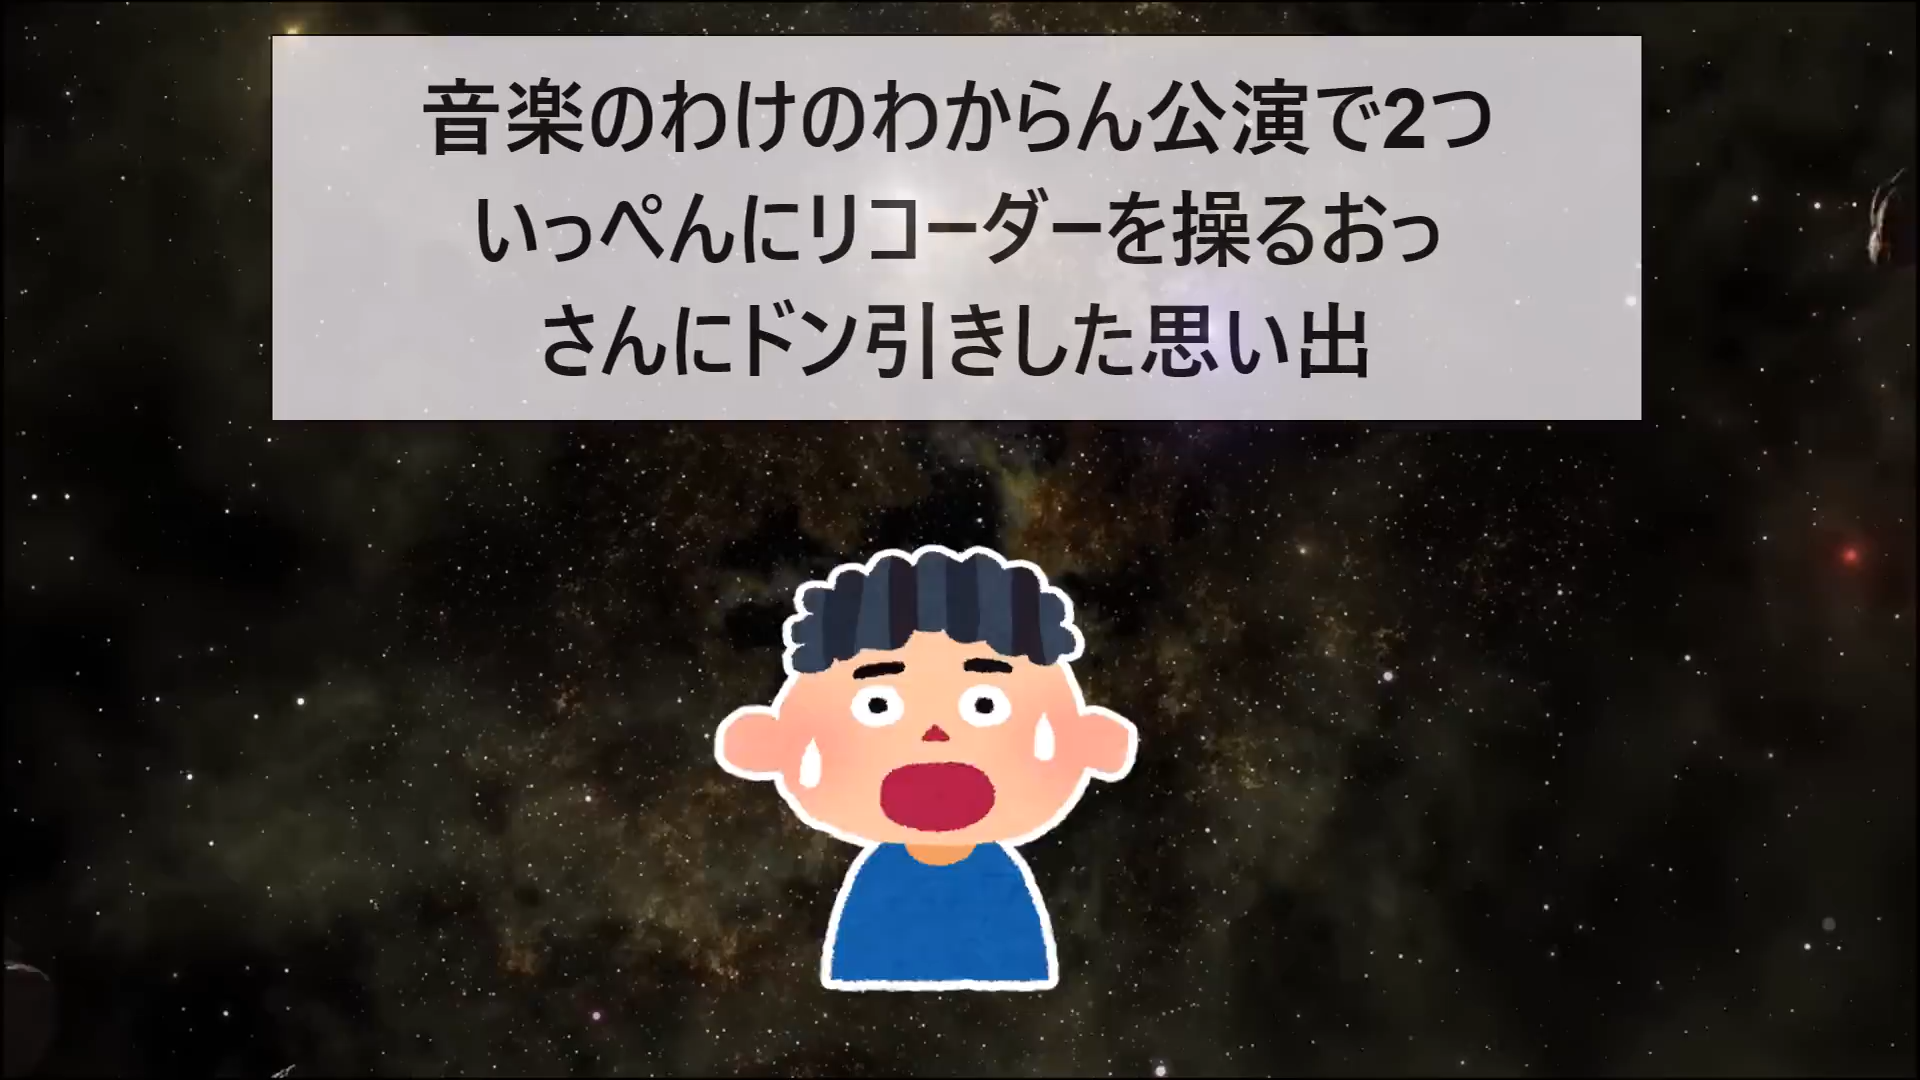 音楽のわけのわからん公演で2つ
いっぺんにリコーダーを操るおっ
さんにドン引きした思い出